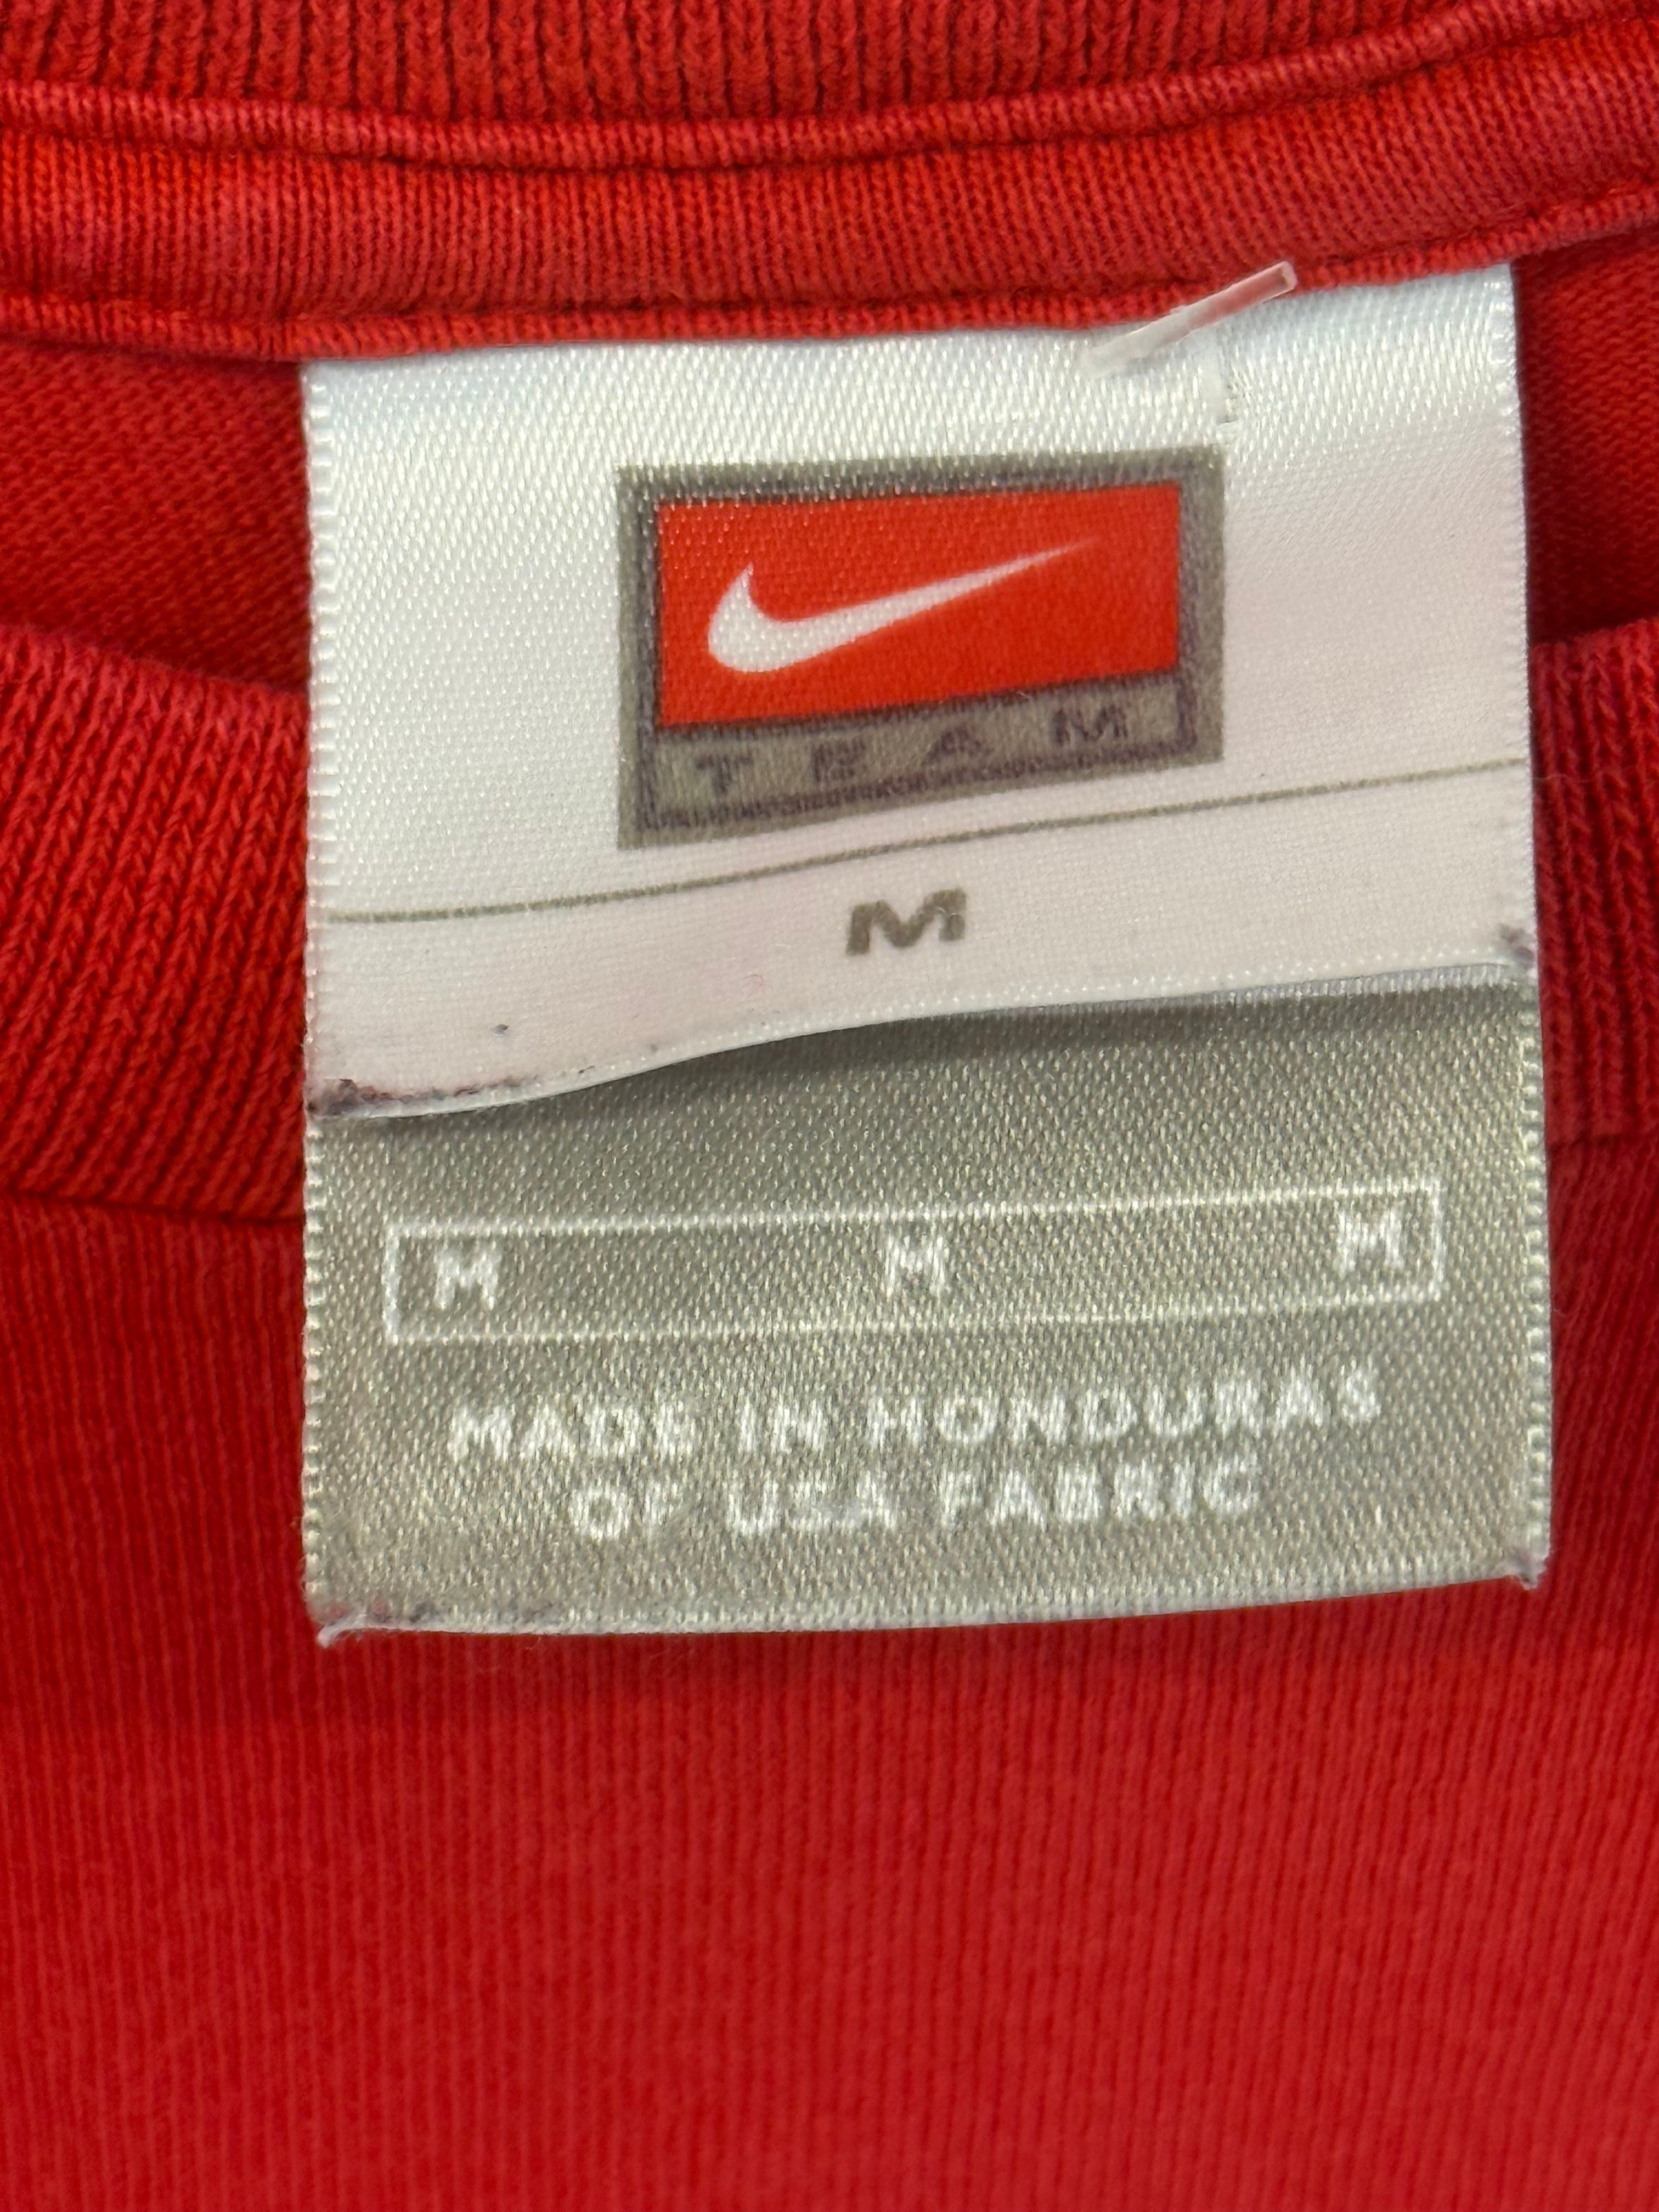 TEAM
M
M M M
MADE IN HONDURAS
OF USA FABRIC